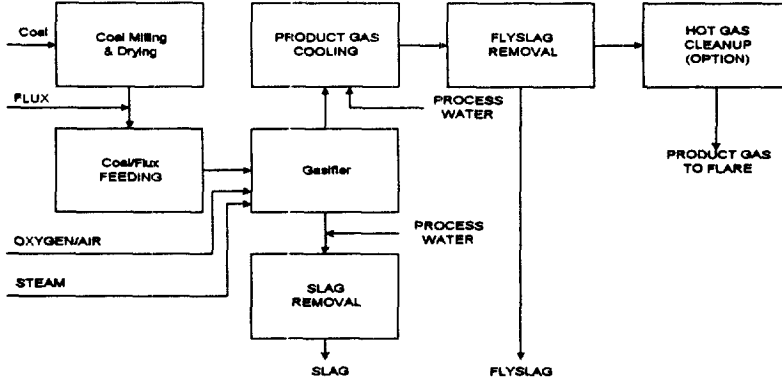 Coal
Coal Milling
& Drying
PRODUCT GAS
COOLING
FLYSLAG
REMOVAL
HOT GAS
CLEANUP
(OPTION)
FLUX
PROCESS
WATER
Coal/Flux
FEEDING
Gasifier
PRODUCT GAS
TO FLARE
OXYGEN/AIR
PROCESS
WATER
STEAM
SLAG
REMOVAL
SLAG
FLYSLAG